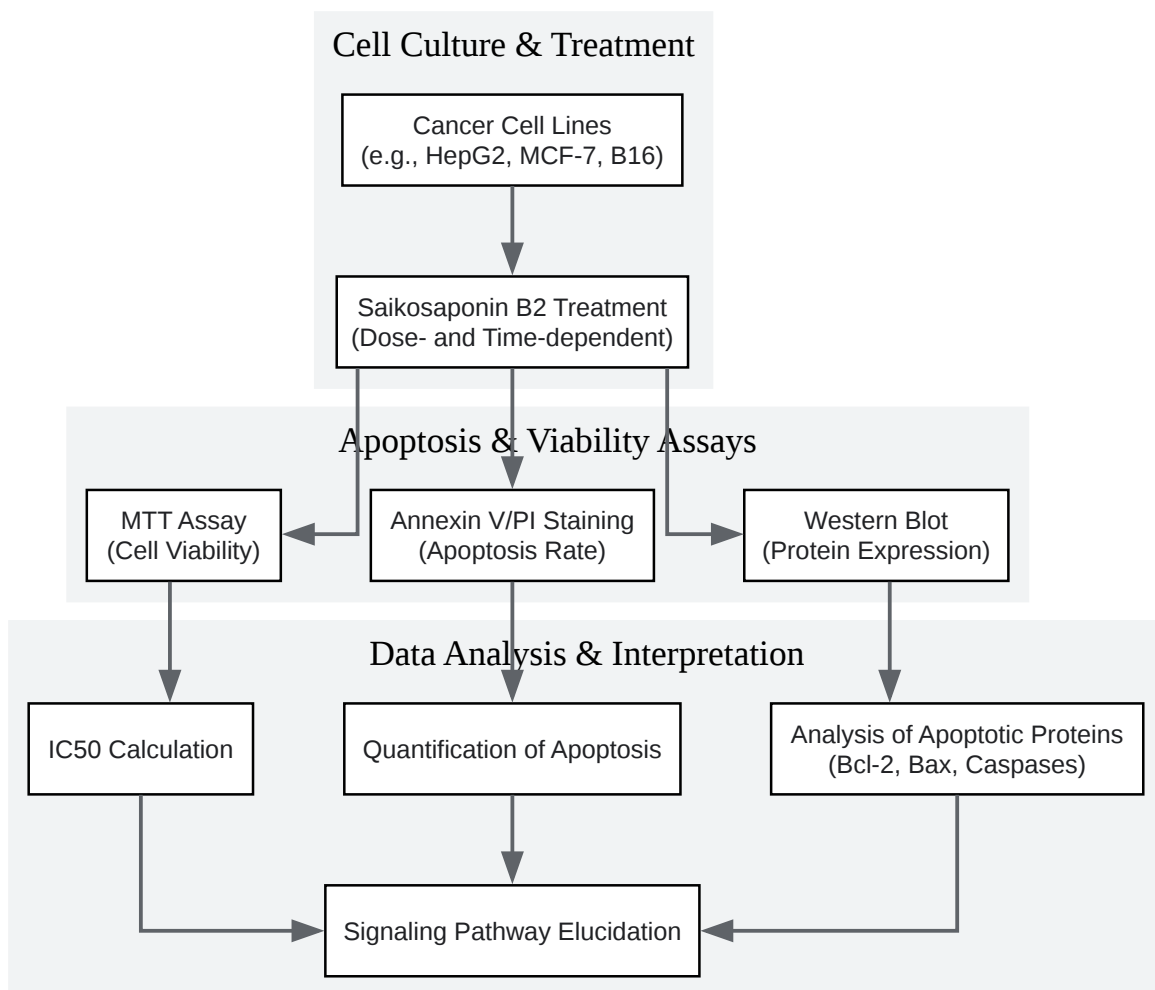 Cell Culture & Treatment
Cancer Cell Lines
(e.g., HepG2, MCF-7, B16)
Saikosaponin B2 Treatment
(Dose- and Time-dependent)
Apoptosis & Viability Assays
MTT Assay
(Cell Viability)
Annexin V/PI Staining
(Apoptosis Rate)
Western Blot
(Protein Expression)
Data Analysis & Interpretation
IC50 Calculation
Quantification of Apoptosis
Analysis of Apoptotic Proteins
(Bcl-2, Bax, Caspases)
Signaling Pathway Elucidation